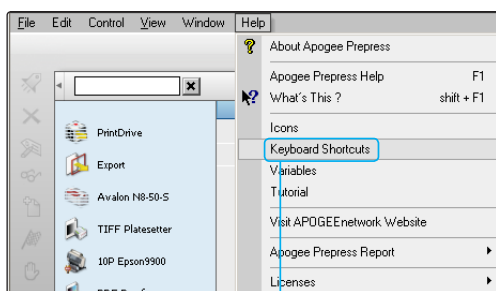 File Edit Control View Window Help
About Apogee Prepress
Apogee Prepress Help F1
What's This ? shift + F1
Icons
Keyboard Shortcuts
Variables
Tutorial
Visit APOGEEnetwork Website
Apogee Prepress Report
Licenses
PrintDrive
Export
Avalon N8-50-S
TIFF Platesetter
10P Epson9900